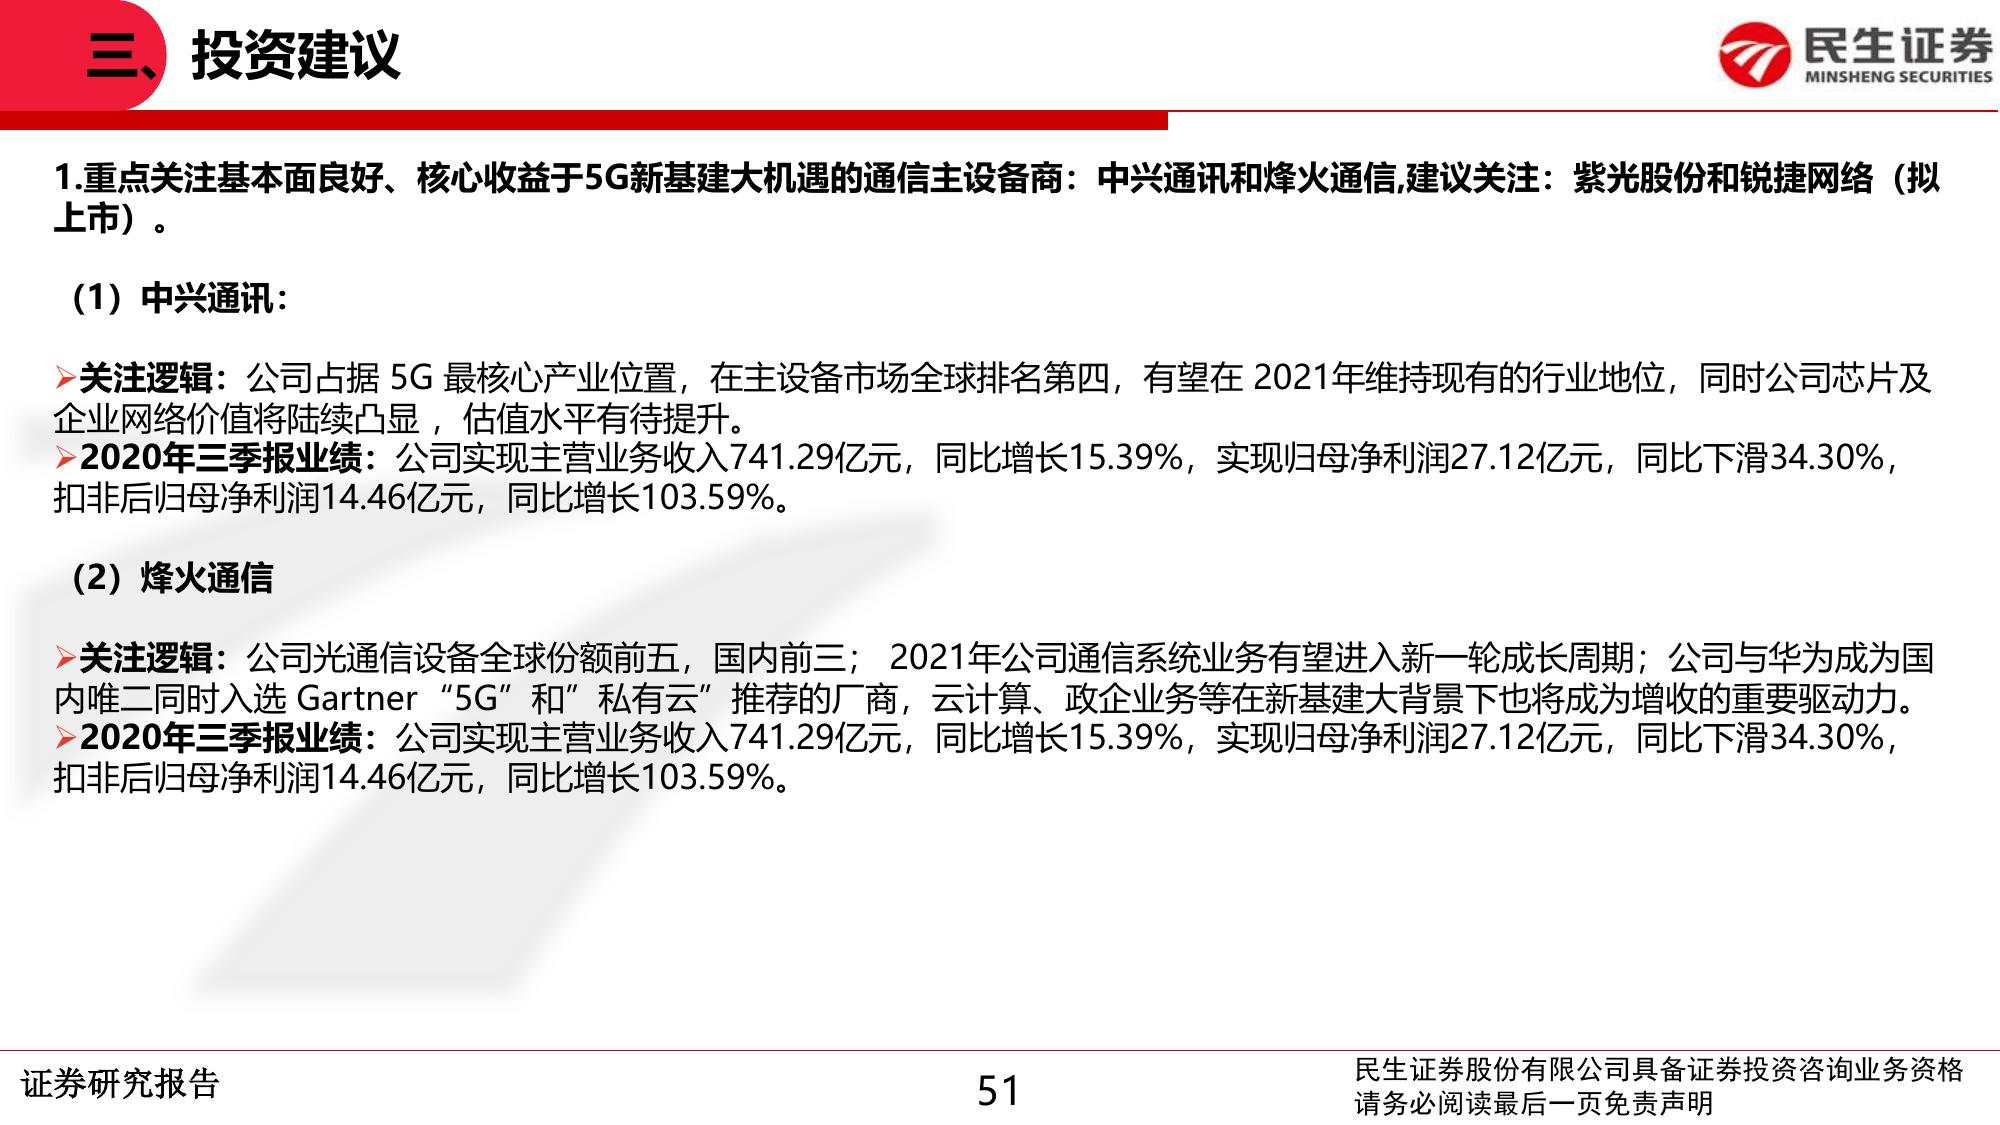 三、投资建议
民生证券
MINSHENG SECURITIES
1.重点关注基本面良好、核心收益于5G新基建大机遇的通信主设备商：中兴通讯和烽火通信,建议关注：紫光股份和锐捷网络（拟
上市）。
（1）中兴通讯：
➢关注逻辑：公司占据 5G 最核心产业位置，在主设备市场全球排名第四，有望在 2021年维持现有的行业地位，同时公司芯片及
企业网络价值将陆续凸显 ，估值水平有待提升。
➢2020年三季报业绩：公司实现主营业务收入741.29亿元，同比增长15.39%，实现归母净利润27.12亿元，同比下滑34.30%，
扣非后归母净利润14.46亿元，同比增长103.59%。
（2）烽火通信
➢关注逻辑：公司光通信设备全球份额前五，国内前三； 2021年公司通信系统业务有望进入新一轮成长周期；公司与华为成为国
内唯二同时入选 Gartner “5G” 和” 私有云” 推荐的厂商，云计算、政企业务等在新基建大背景下也将成为增收的重要驱动力。
➢2020年三季报业绩：公司实现主营业务收入741.29亿元，同比增长15.39%，实现归母净利润27.12亿元，同比下滑34.30%，
扣非后归母净利润14.46亿元，同比增长103.59%。
证券研究报告
51
民生证券股份有限公司具备证券投资咨询业务资格
请务必阅读最后一页免责声明